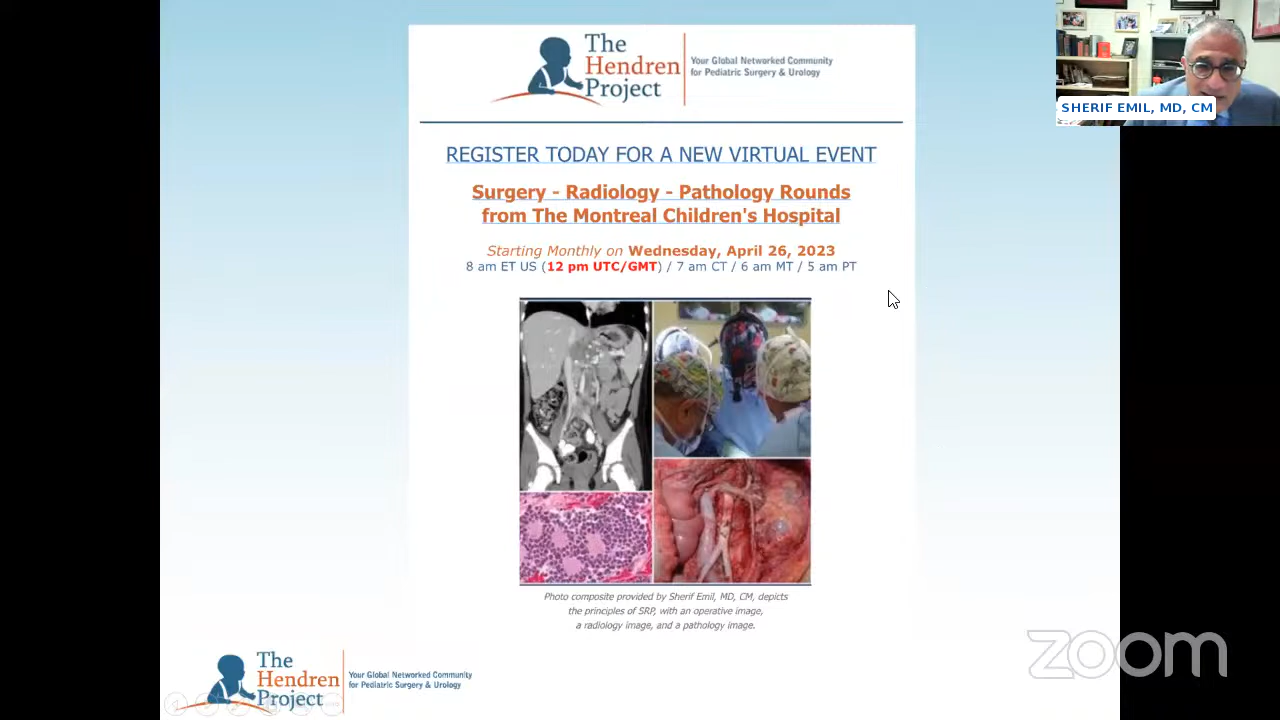 The
Hendren
Project
Your Global Networked Community
for Pediatric Surgery & Urology
SHERIF EMIL, MD, CM
REGISTER TODAY FOR A NEW VIRTUAL EVENT
Surgery - Radiology - Pathology Rounds
from The Montreal Children's Hospital
Starting Monthly on Wednesday, April 26, 2023
8 am ET US (12 pm UTC/GMT) / 7 am CT / 6 am MT / 5 am PT
Photo composite provided by Sherif Emil, MD, CM, depicts
the principles of SRP, with an operative image,
a radiology image, and a pathology image.
The
Hendren
Project
Your Global Networked Community
for Pediatric Surgery & Urology
zoom